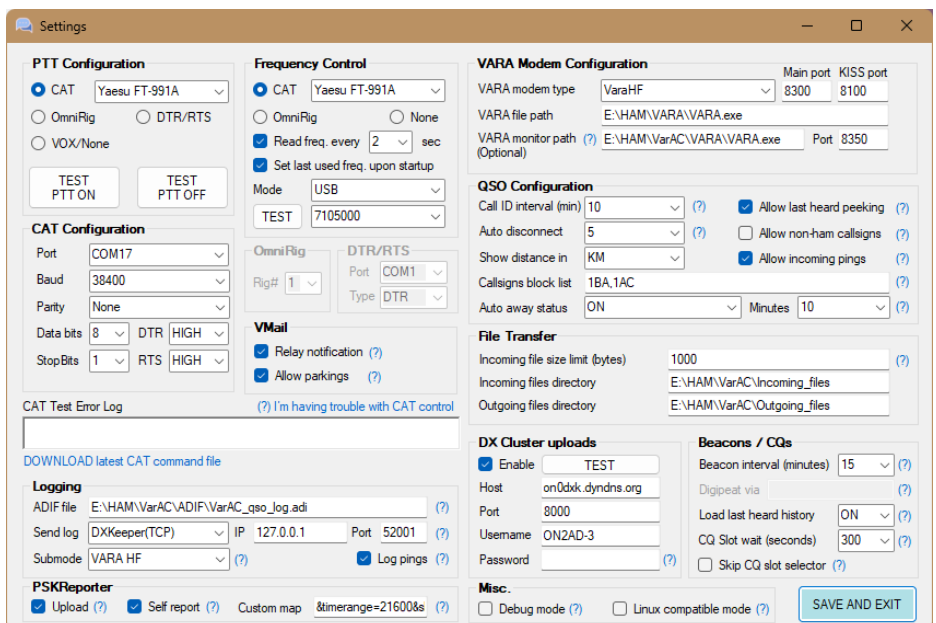 Settings
PTT Configuration
CAT Yaesu FT-991A
OmniRig DTR/RTS
VOX/None
TEST PTT ON TEST PTT OFF
CAT Configuration
Port COM17
Baud 38400
Parity None
Data bits 8 DTR HIGH
StopBits 1 RTS HIGH
Frequency Control
CAT Yaesu FT-991A
OmniRig None
Read freq. every 2 sec
Set last used freq. upon startup
Mode USB
TEST 7105000
OmniRig
Rig# 1
DTR/RTS
Port COM1
Type DTR
VMail
Relay notification (?)
Allow parkings (?)
CAT Test Error Log (?) I'm having trouble with CAT control
DOWNLOAD latest CAT command file
Logging
ADIF file E:\HAM\VarAC\ADIF\VarAC_qso_log.adi (?)
Send log DXKeeper(TCP) IP 127.0.0.1 Port 52001 (?)
Submode VARA HF (?) Log pings (?)
PSKReporter
Upload (?) Self report (?) Custom map &timerange=21600&s (?)
VARA Modem Configuration
Main port KISS port
VARA modem type VaraHF 8300 8100
VARA file path E:\HAM\VARA\VARA.exe
VARA monitor path (?) E:\HAM\VarAC\VARA\VARA.exe Port 8350
(Optional)
QSO Configuration
Call ID interval (min) 10 (?) Allow last heard peeking (?)
Auto disconnect 5 (?) Allow non-ham callsigns (?)
Show distance in KM Allow incoming pings (?)
Callsigns block list 1BA,1AC (?)
Auto away status ON Minutes 10 (?)
File Transfer
Incoming file size limit (bytes) 1000 (?)
Incoming files directory E:\HAM\VarAC\Incoming_files
Outgoing files directory E:\HAM\VarAC\Outgoing_files
DX Cluster uploads
Enable TEST
Host on0dxk.dyndns.org
Port 8000
Username ON2AD-3
Password (?)
Beacons / CQs
Beacon interval (minutes) 15 (?)
Digipeat via (?)
Load last heard history ON (?)
CQ Slot wait (seconds) 300 (?)
Skip CQ slot selector (?)
Misc.
Debug mode (?) Linux compatible mode (?)
SAVE AND EXIT